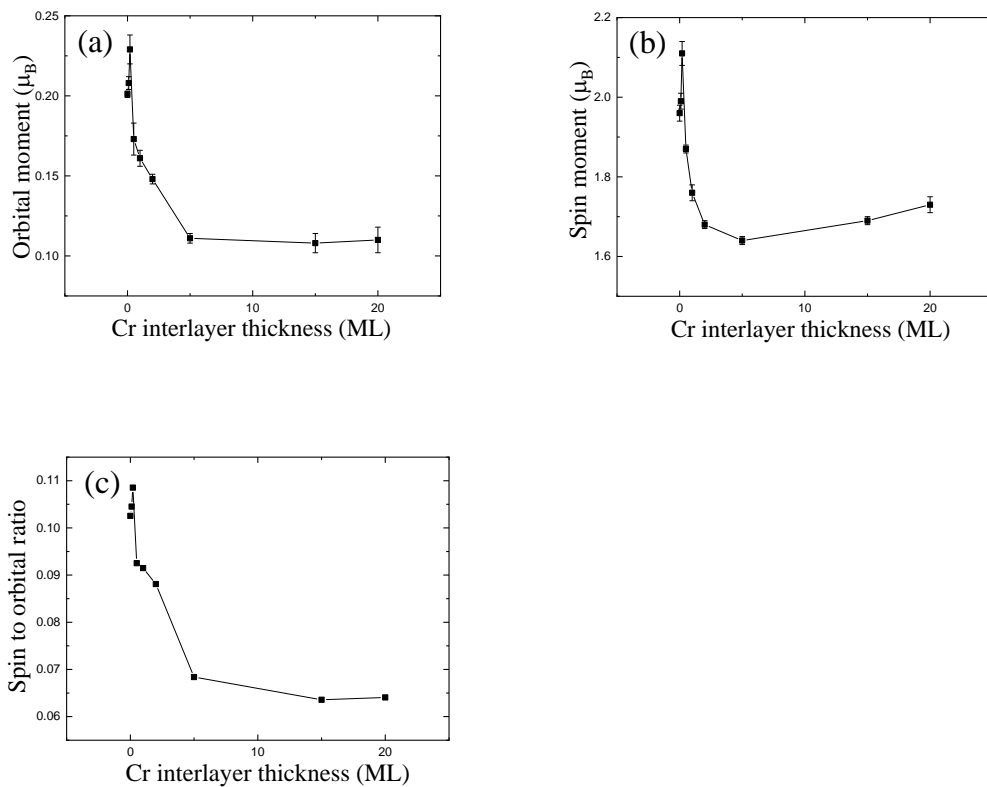 (a)
Orbital moment (μB)
0.25
0.20
0.15
0.10
0
10
20
Cr interlayer thickness (ML)
(b)
Spin moment (μB)
2.2
2.0
1.8
1.6
0
10
20
Cr interlayer thickness (ML)
(c)
Spin to orbital ratio
0.11
0.10
0.09
0.08
0.07
0.06
0
10
20
Cr interlayer thickness (ML)